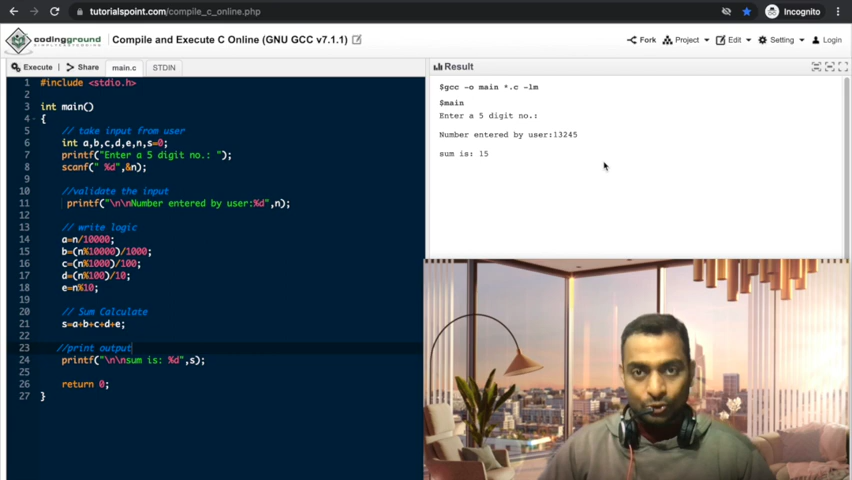 tutorialspoint.com/compile_c_online.php
Incognito
codingground
Compile and Execute C Online (GNU GCC v7.1.1)
Fork
Project
Edit
Setting
Login
Execute
Share
main.c
STDIN
Result
1 #include <stdio.h>
2
3 int main()
4 {
5 // take input from user
6 int a,b,c,d,e,n,s=0;
7 printf("Enter a 5 digit no.: ");
8 scanf(" %d",&n);
9
10 //validate the input
11 printf("\n\nNumber entered by user:%d",n);
12
13 // write logic
14 a=n/10000;
15 b=(n%10000)/1000;
16 c=(n%1000)/100;
17 d=(n%100)/10;
18 e=n%10;
19
20 // Sum Calculate
21 s=a+b+c+d+e;
22
23 //print output
24 printf("\n\nsum is: %d",s);
25
26 return 0;
27 }
$gcc -o main *.c -lm
$main
Enter a 5 digit no.:
Number entered by user:13245
sum is: 15